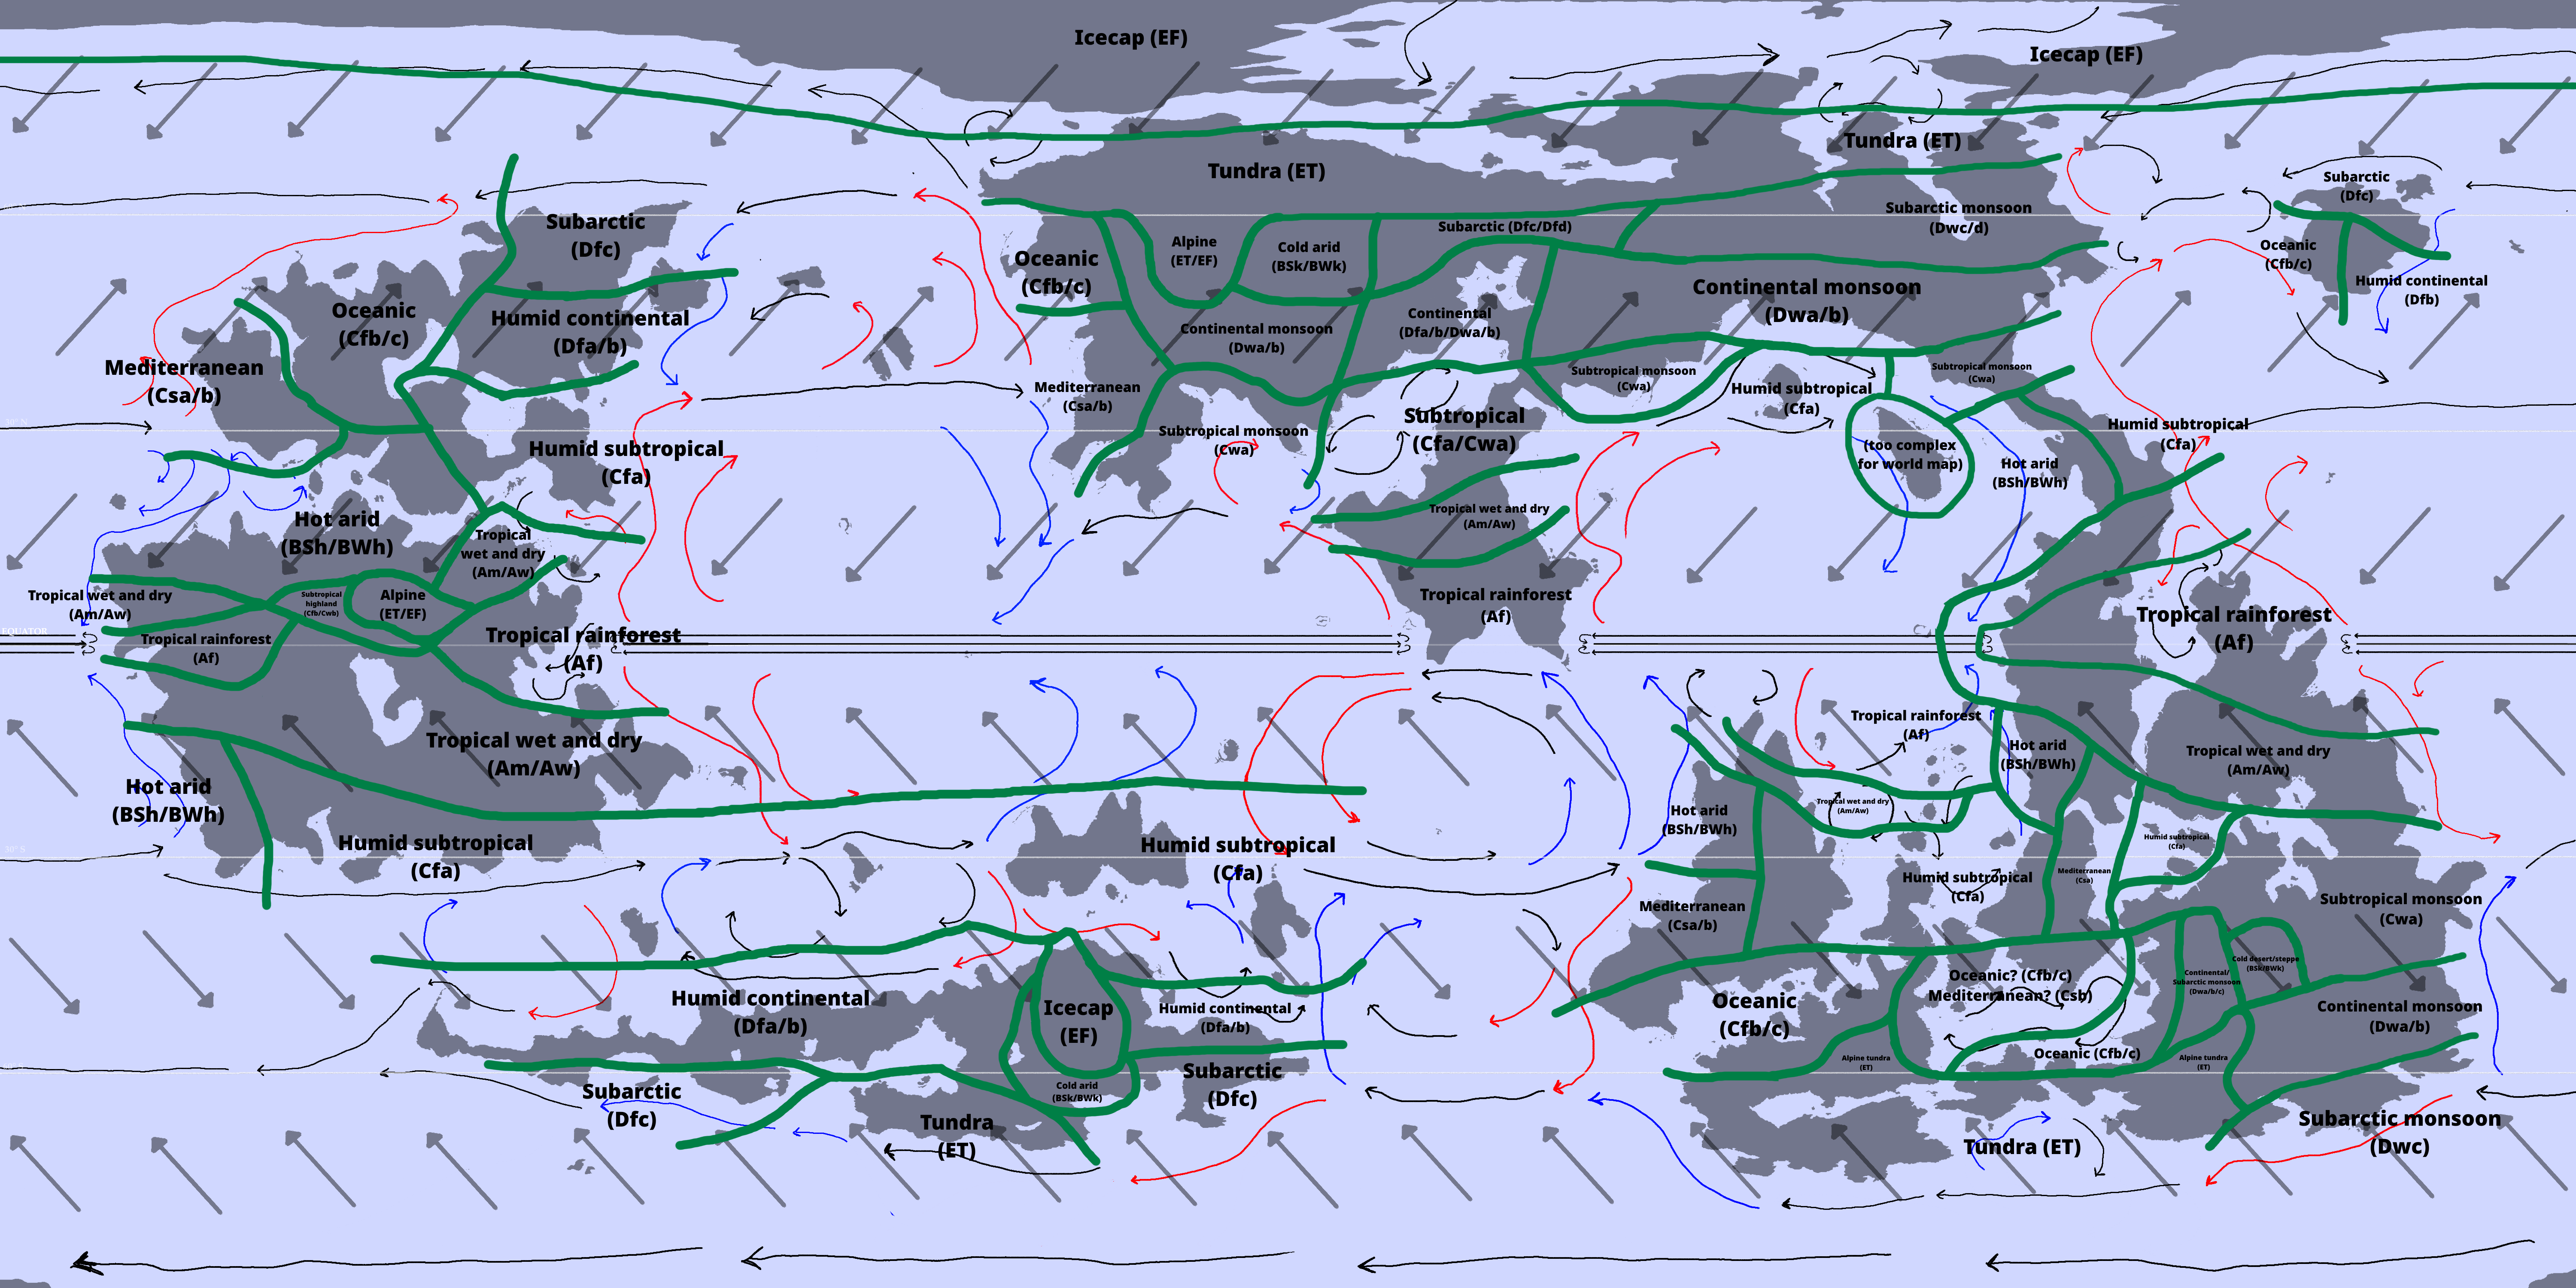 Icecap (EF)
Icecap (EF)
Tundra (ET)
Tundra (ET)
Subarctic
(Dfc)
Subarctic
(Dfc)
Oceanic
(Cfb/c)
Alpine
(ET/EF)
Cold arid
(BSk/BWk)
Subarctic (Dfc/Dfd)
Subarctic monsoon
(Dwc/d)
Oceanic
(Cfb/c)
Humid continental
(Dfb)
Oceanic
(Cfb/c)
Humid continental
(Dfa/b)
Continental monsoon
(Dwa/b)
Continental
(Dfa/b/Dwa/b)
Continental monsoon
(Dwa/b)
Mediterranean
(Csa/b)
Mediterranean
(Csa/b)
Subtropical monsoon
(Cwa)
Humid subtropical
(Cfa)
Subtropical monsoon
(Cwa)
30° N
Humid subtropical
(Cfa)
Subtropical monsoon
(Cwa)
Subtropical
(Cfa/Cwa)
(too complex
for world map)
Hot arid
(BSh/BWh)
Humid subtropical
(Cfa)
Hot arid
(BSh/BWh)
Tropical
wet and dry
(Am/Aw)
Tropical wet and dry
(Am/Aw)
Tropical wet and dry
(Am/Aw)
Subtropical
highland
(Cfb/Cwb)
Alpine
(ET/EF)
Tropical rainforest
(Af)
Tropical rainforest
(Af)
EQUATOR
Tropical rainforest
(Af)
Tropical rainforest
(Af)
Tropical wet and dry
(Am/Aw)
Tropical rainforest
(Af)
Hot arid
(BSh/BWh)
Tropical wet and dry
(Am/Aw)
Hot arid
(BSh/BWh)
Hot arid
(BSh/BWh)
Tropical wet and dry
(Am/Aw)
30° S
Humid subtropical
(Cfa)
Humid subtropical
(Cfa)
Humid subtropical
(Cfa)
Mediterranean
(Csa/b)
Humid subtropical
(Cfa)
Mediterranean
(Csa)
Subtropical monsoon
(Cwa)
Humid continental
(Dfa/b)
Icecap
(EF)
Humid continental
(Dfa/b)
Oceanic
(Cfb/c)
Oceanic? (Cfb/c)
Mediterranean? (Csb)
Continental/
Subarctic monsoon
(Dwa/b/c)
Cold desert/steppe
(BSk/BWk)
Continental monsoon
(Dwa/b)
Oceanic (Cfb/c)
Alpine tundra
(ET)
Alpine tundra
(ET)
Subarctic
(Dfc)
Cold arid
(BSk/BWk)
Subarctic
(Dfc)
Tundra
(ET)
Tundra (ET)
Subarctic monsoon
(Dwc)